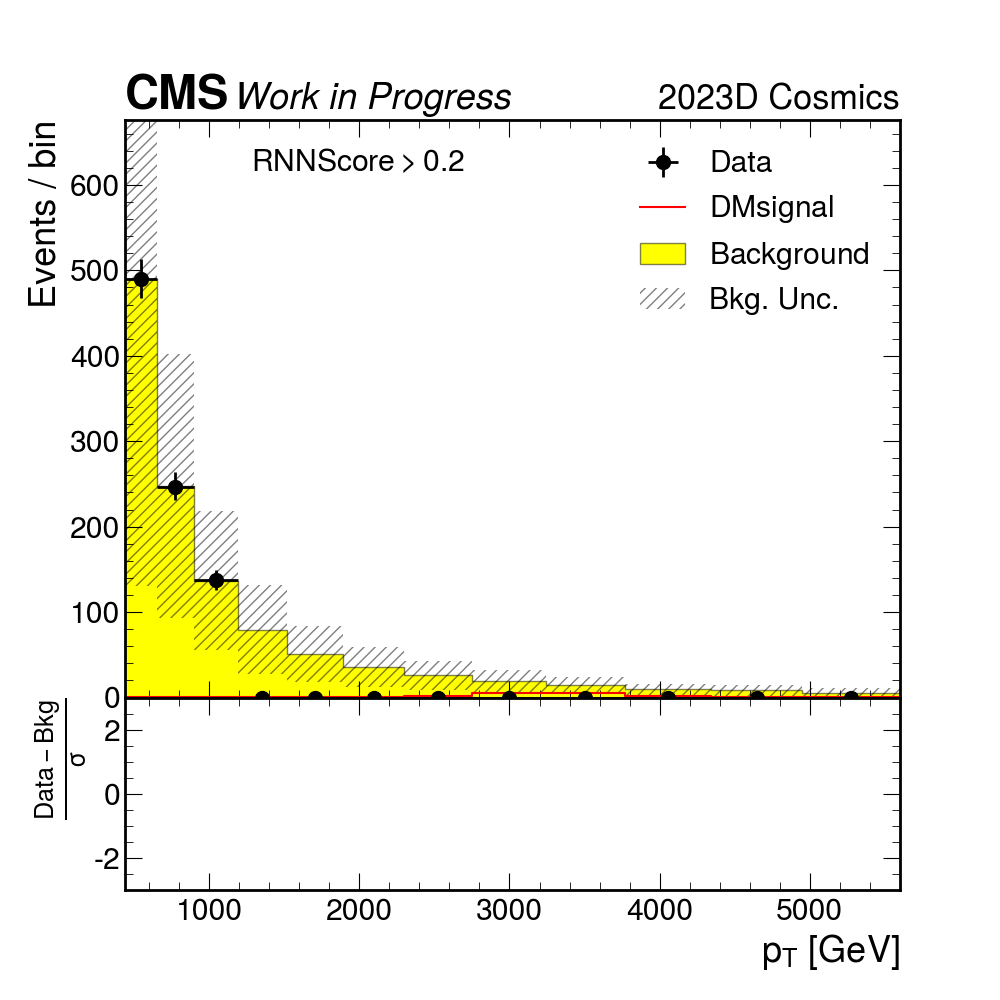 CMS Work in Progress 2023D Cosmics
Events / bin
RNNScore > 0.2
Data
DMsignal
Background
Bkg. Unc.
600
500
400
300
200
100
0
Data – Bkg
σ
2
0
-2
1000 2000 3000 4000 5000
pT [GeV]